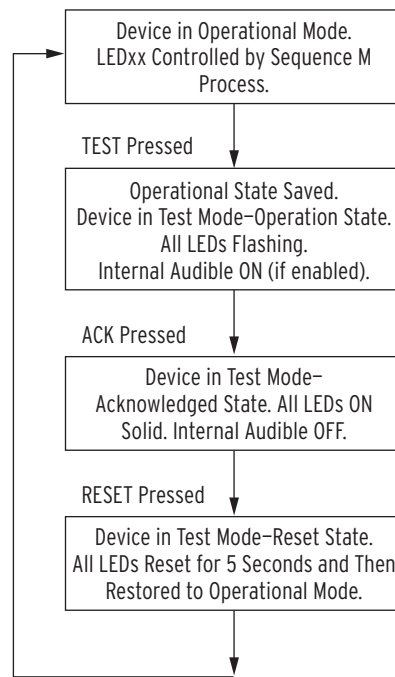 Device in Operational Mode.
LEDxx Controlled by Sequence M
Process.
TEST Pressed
Operational State Saved.
Device in Test Mode–Operation State.
All LEDs Flashing.
Internal Audible ON (if enabled).
ACK Pressed
Device in Test Mode–
Acknowledged State. All LEDs ON
Solid. Internal Audible OFF.
RESET Pressed
Device in Test Mode–Reset State.
All LEDs Reset for 5 Seconds and Then
Restored to Operational Mode.